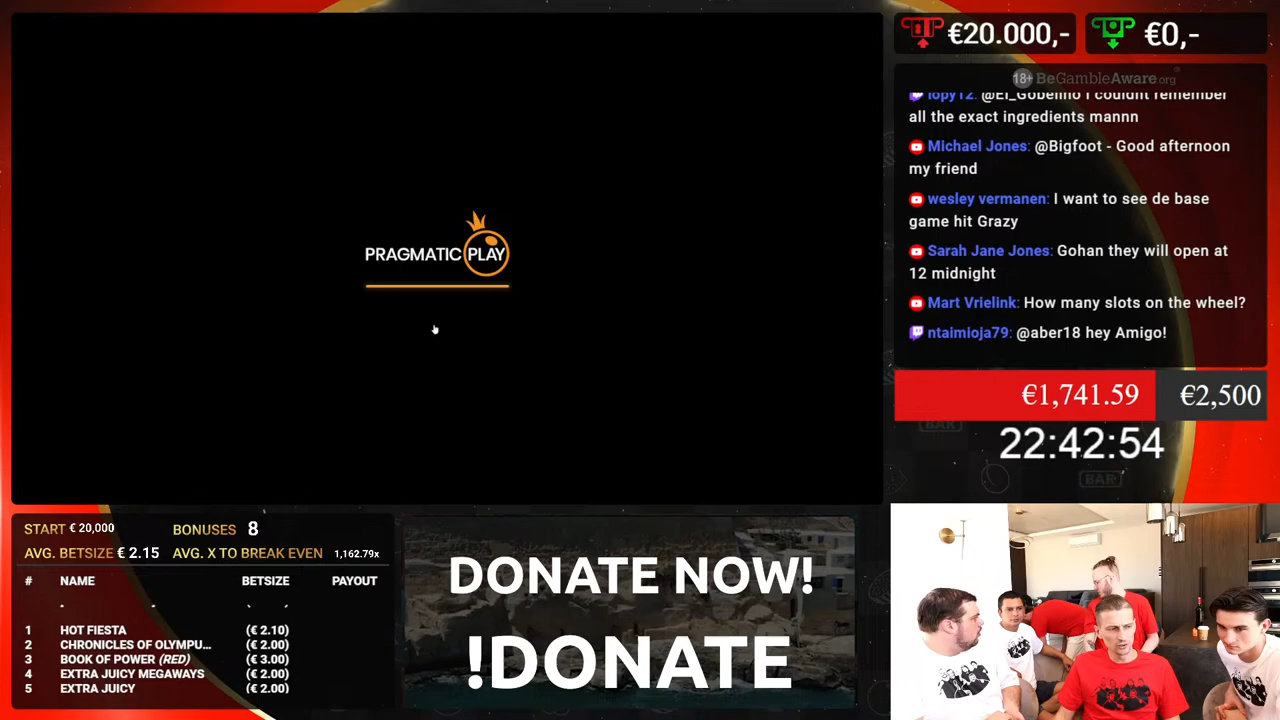 PRAGMATIC PLAY
€20.000,-
€0,-
18+ BeGambleAware.org
lopy12: @El_Gobelino I couldnt remember
all the exact ingredients mannn
Michael Jones: @Bigfoot - Good afternoon
my friend
wesley vermanen: I want to see de base
game hit Grazy
Sarah Jane Jones: Gohan they will open at
12 midnight
Mart Vrielink: How many slots on the wheel?
ntaimioja79: @aber18 hey Amigo!
€1,741.59
€2,500
BAR
22:42:54
BAR
START € 20,000
BONUSES 8
AVG. BETSIZE € 2.15
AVG. X TO BREAK EVEN 1,162.79x
# NAME BETSIZE PAYOUT
1 HOT FIESTA (€ 2.10)
2 CHRONICLES OF OLYMPU... (€ 2.00)
3 BOOK OF POWER (RED) (€ 3.00)
4 EXTRA JUICY MEGAWAYS (€ 2.00)
5 EXTRA JUICY (€ 2.00)
DONATE NOW!
!DONATE